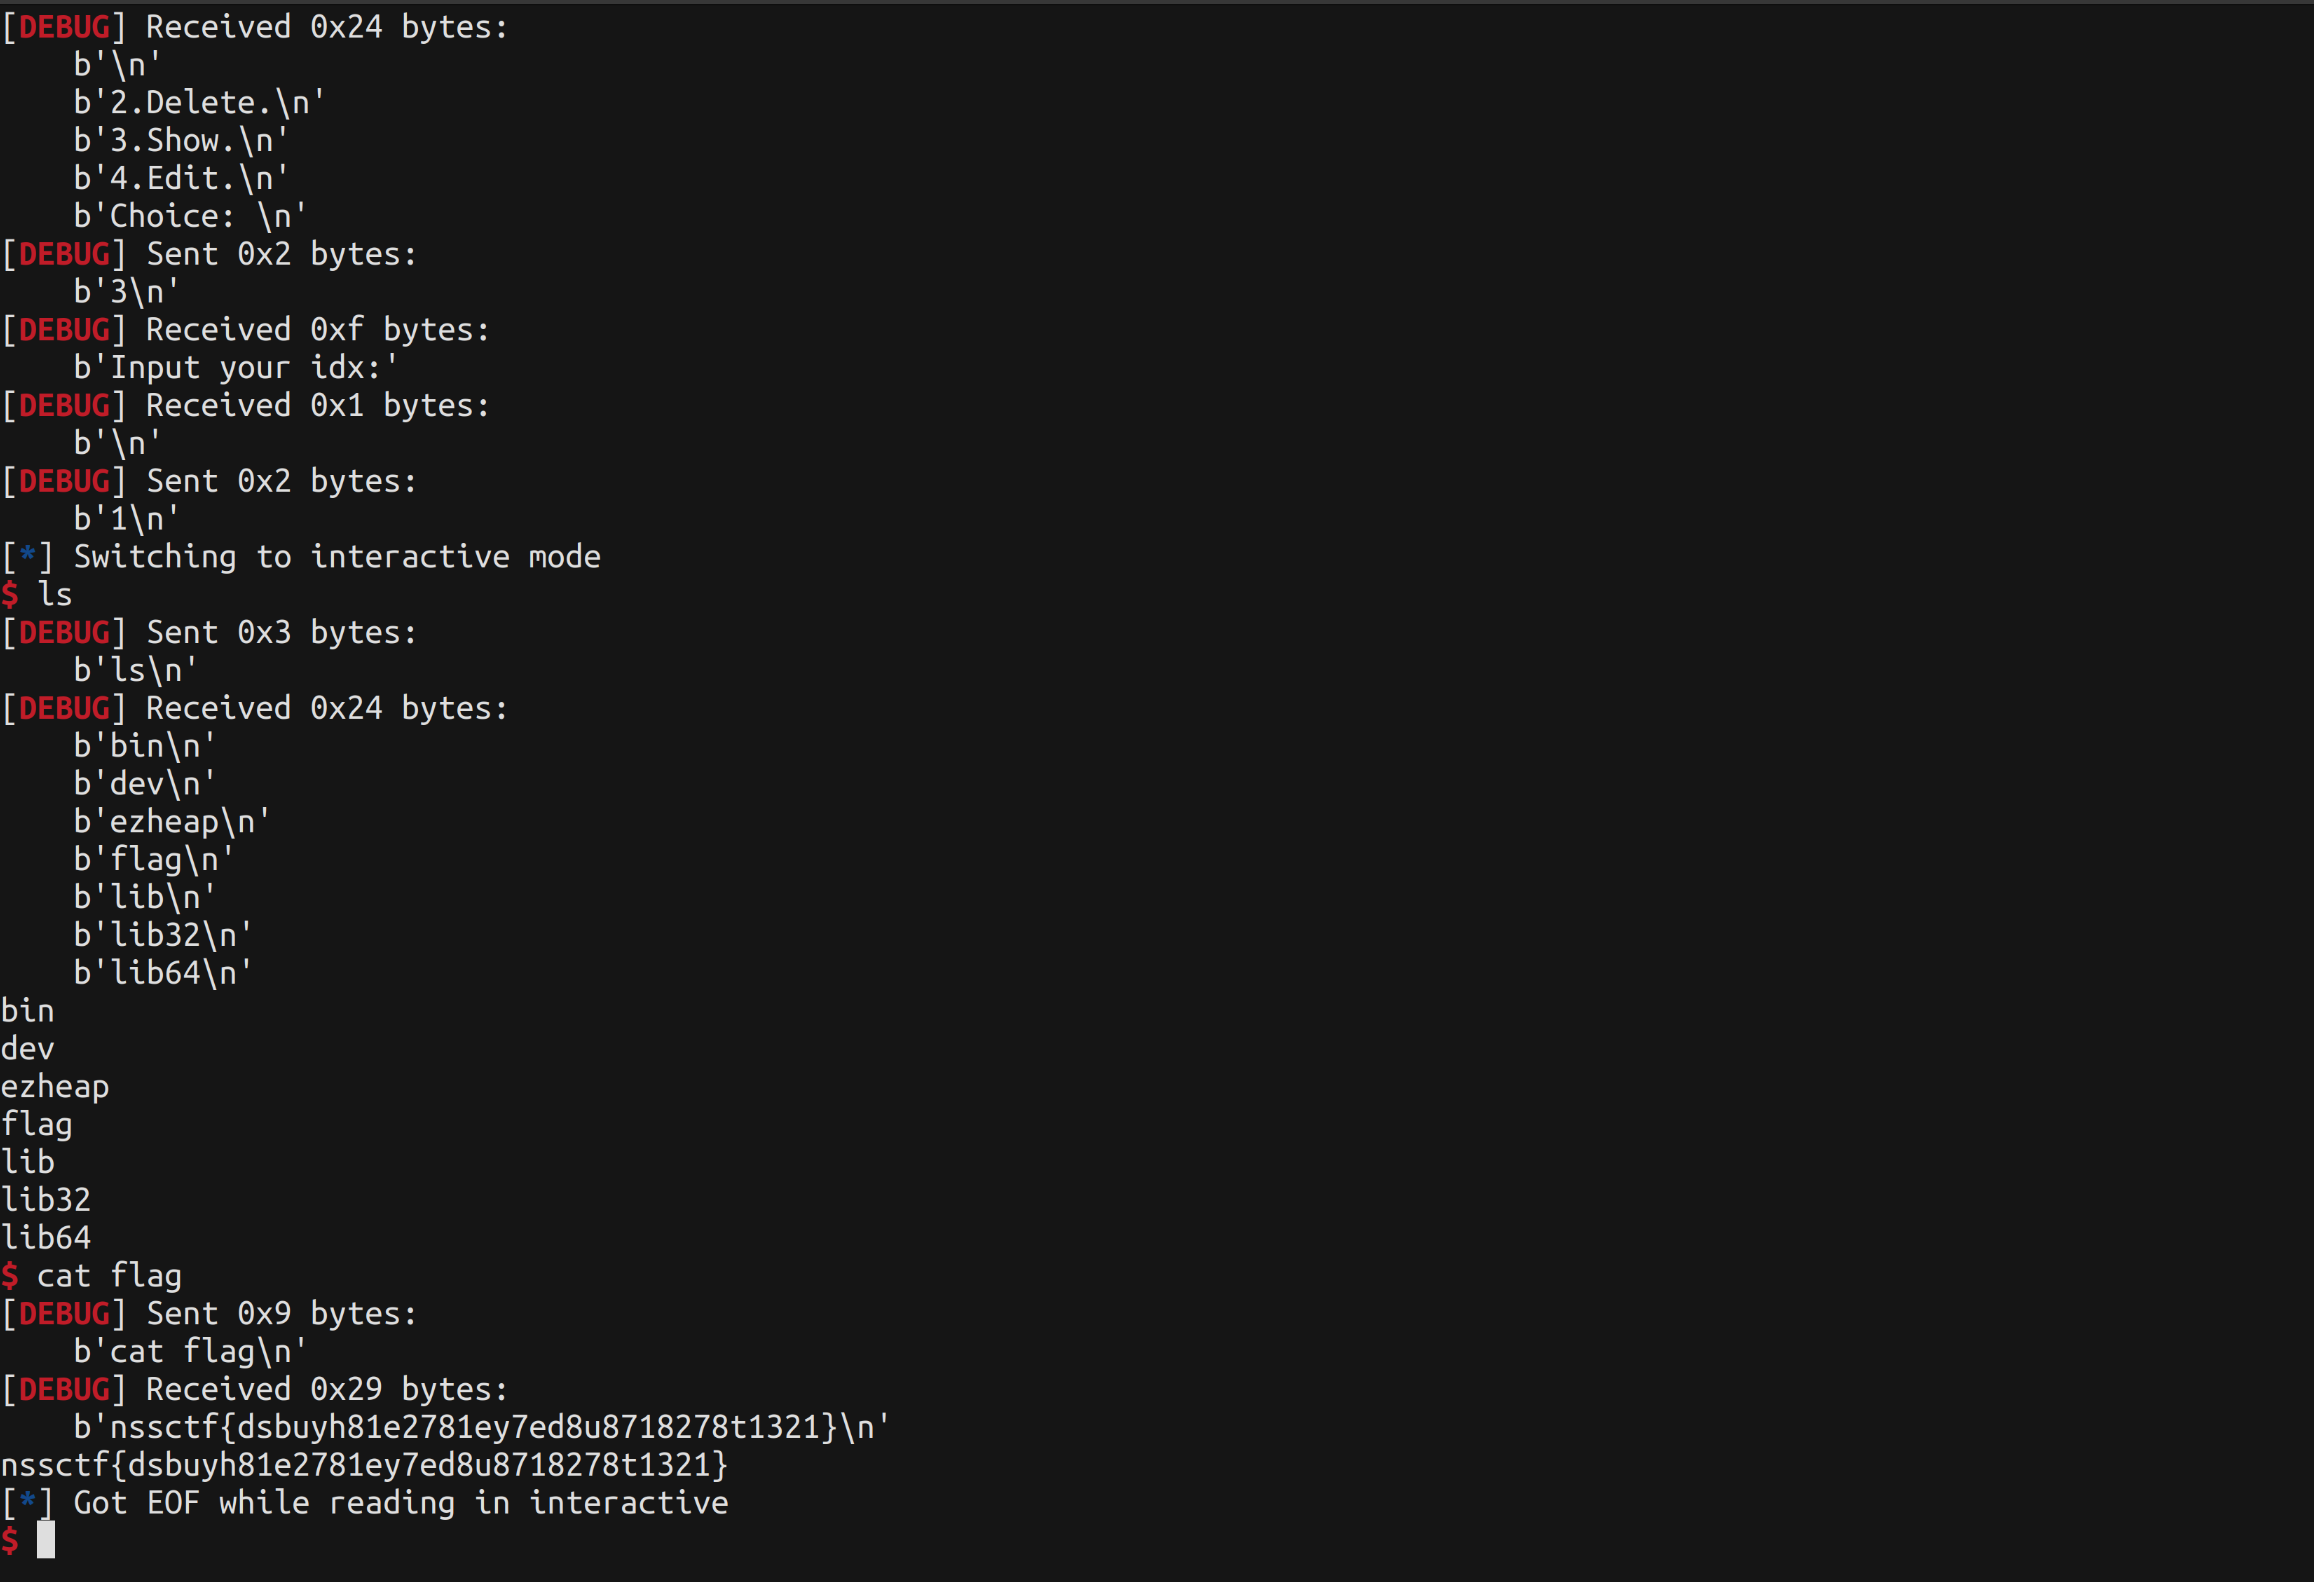 [DEBUG] Received 0x24 bytes:
    b'\n'
    b'2.Delete.\n'
    b'3.Show.\n'
    b'4.Edit.\n'
    b'Choice: \n'
[DEBUG] Sent 0x2 bytes:
    b'3\n'
[DEBUG] Received 0xf bytes:
    b'Input your idx:'
[DEBUG] Received 0x1 bytes:
    b'\n'
[DEBUG] Sent 0x2 bytes:
    b'1\n'
[*] Switching to interactive mode
$ ls
[DEBUG] Sent 0x3 bytes:
    b'ls\n'
[DEBUG] Received 0x24 bytes:
    b'bin\n'
    b'dev\n'
    b'ezheap\n'
    b'flag\n'
    b'lib\n'
    b'lib32\n'
    b'lib64\n'
bin
dev
ezheap
flag
lib
lib32
lib64
$ cat flag
[DEBUG] Sent 0x9 bytes:
    b'cat flag\n'
[DEBUG] Received 0x29 bytes:
    b'nssctf{dsbuyh81e2781ey7ed8u8718278t1321}\n'
nssctf{dsbuyh81e2781ey7ed8u8718278t1321}
[*] Got EOF while reading in interactive
$